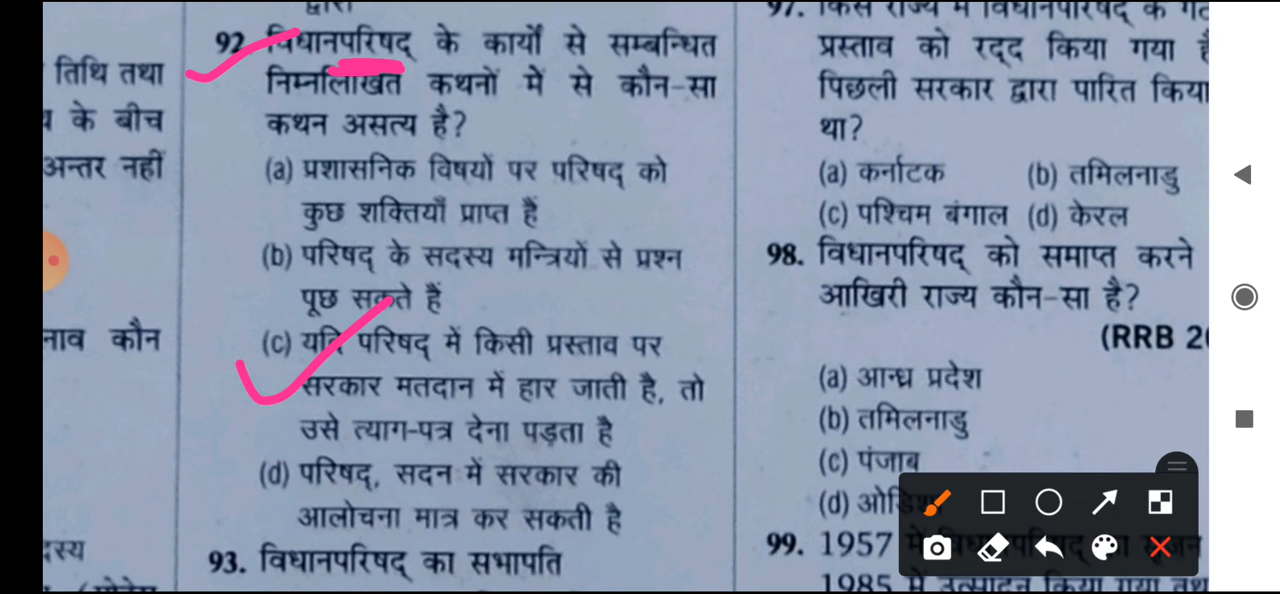 तिथि तथा
के बीच
अन्तर नहीं
कौन
द्वारा
92. विधानपरिषद् के कार्यों से सम्बन्धित
निम्नलिखित कथनों में से कौन-सा
कथन असत्य है?
(a) प्रशासनिक विषयों पर परिषद् को
कुछ शक्तियाँ प्राप्त हैं
(b) परिषद् के सदस्य मन्त्रियों से प्रश्न
पूछ सकते हैं
(c) यदि परिषद् में किसी प्रस्ताव पर
सरकार मतदान में हार जाती है, तो
उसे त्याग-पत्र देना पड़ता है
(d) परिषद्, सदन में सरकार की
आलोचना मात्र कर सकती है
93. विधानपरिषद् का सभापति
97. किस राज्य में विधानपरिषद् के
प्रस्ताव को रद्द किया गया
पिछली सरकार द्वारा पारित किया
था?
(a) कर्नाटक (b) तमिलनाडु
(c) पश्चिम बंगाल (d) केरल
98. विधानपरिषद् को समाप्त करने
आखिरी राज्य कौन-सा है?
(RRB
(a) आन्ध्र प्रदेश
(b) तमिलनाडु
(c) पंजाब
(d)
99. 1957
1985 में उत्सादन किया गया